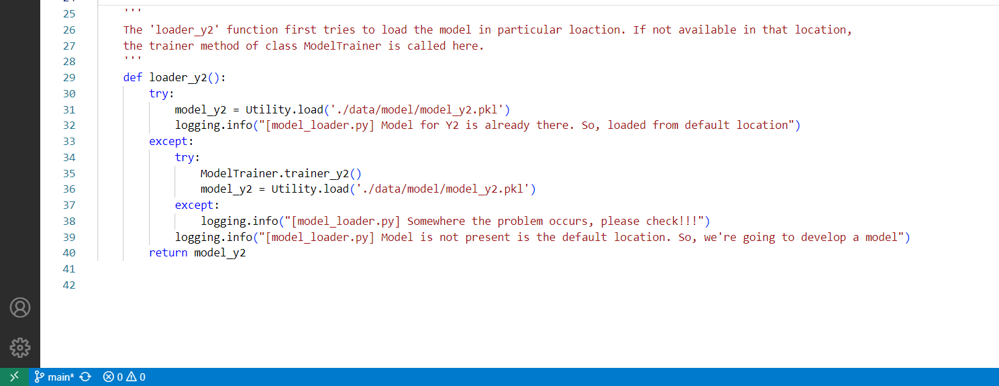 25 '''
26 The 'loader_y2' function first tries to load the model in particular loaction. If not available in that location,
27 the trainer method of class ModelTrainer is called here.
28 '''
29 def loader_y2():
30 try:
31 model_y2 = Utility.load('./data/model/model_y2.pkl')
32 logging.info("[model_loader.py] Model for Y2 is already there. So, loaded from default location")
33 except:
34 try:
35 ModelTrainer.trainer_y2()
36 model_y2 = Utility.load('./data/model/model_y2.pkl')
37 except:
38 logging.info("[model_loader.py] Somewhere the problem occurs, please check!!!")
39 logging.info("[model_loader.py] Model is not present is the default location. So, we're going to develop a model")
40 return model_y2
41
42
main* 0 0